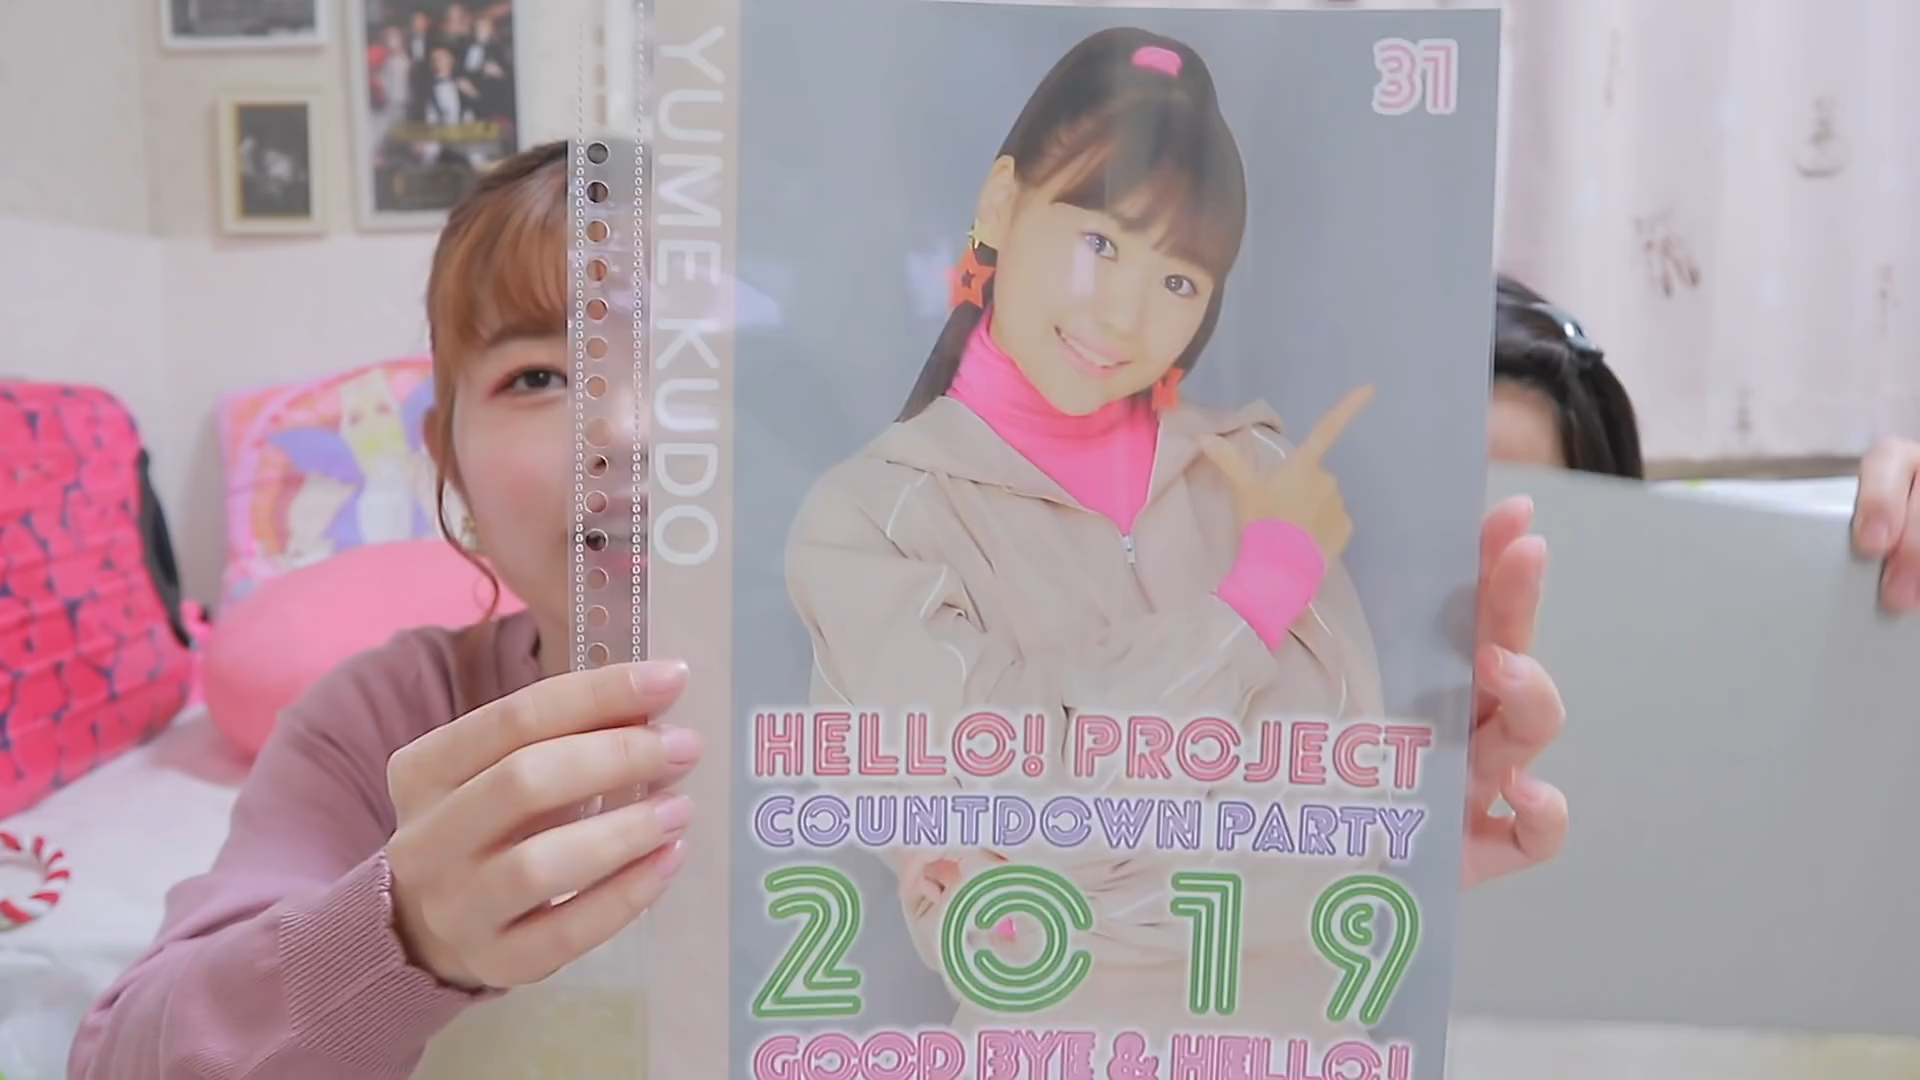 YUME KUDO
31
HELLO! PROJECT
COUNTDOWN PARTY
2019
GOOD BYE & HELLO!